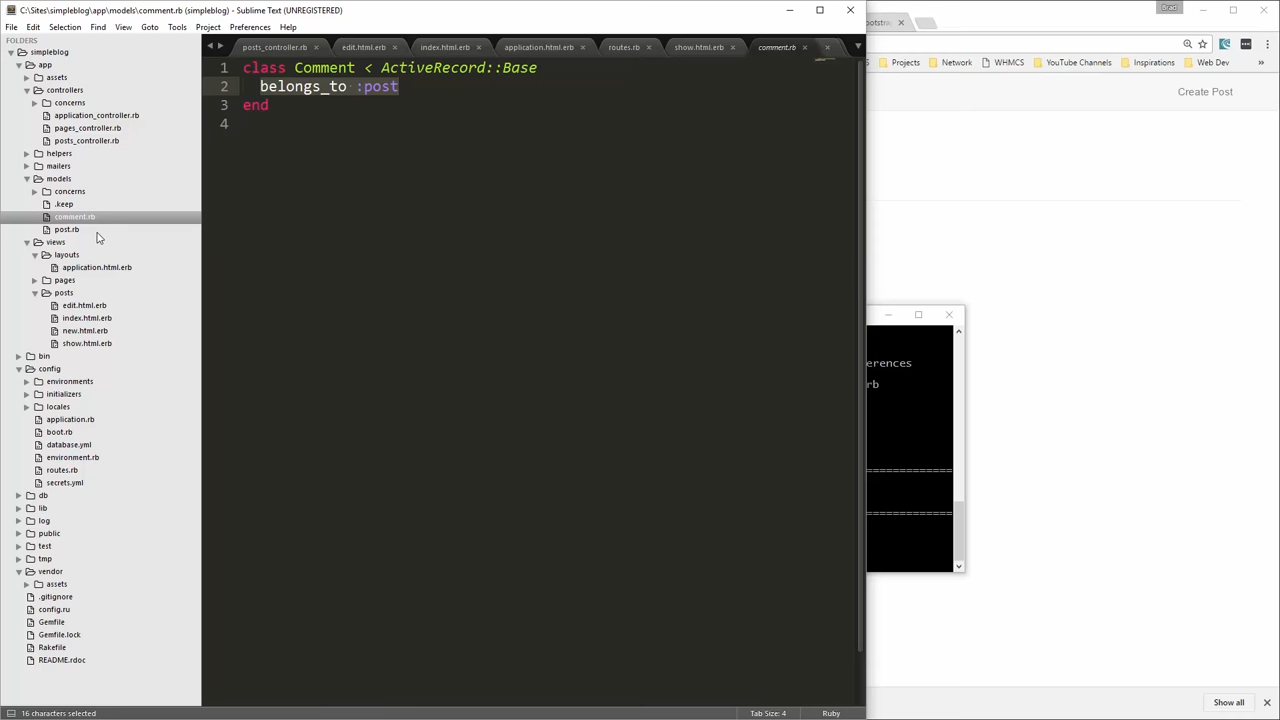 C:\Sites\simpleblog\app\models\comment.rb (simpleblog) - Sublime Text (UNREGISTERED)
File Edit Selection Find View Goto Tools Project Preferences Help
FOLDERS
simpleblog
app
assets
controllers
concerns
application_controller.rb
pages_controller.rb
posts_controller.rb
helpers
mailers
models
concerns
.keep
comment.rb
post.rb
views
layouts
application.html.erb
pages
posts
edit.html.erb
index.html.erb
new.html.erb
show.html.erb
bin
config
environments
initializers
locales
application.rb
boot.rb
database.yml
environment.rb
routes.rb
secrets.yml
db
lib
log
public
test
tmp
vendor
assets
.gitignore
config.ru
Gemfile
Gemfile.lock
Rakefile
README.rdoc
posts_controller.rb edit.html.erb index.html.erb application.html.erb routes.rb show.html.erb comment.rb
1 class Comment < ActiveRecord::Base
2 belongs_to :post
3 end
4
16 characters selected
Tab Size: 4
Ruby
Brad
ootstrap
Projects Network WHMCS YouTube Channels Inspirations Web Dev
Create Post
erences
rb
=============
=============
Show all